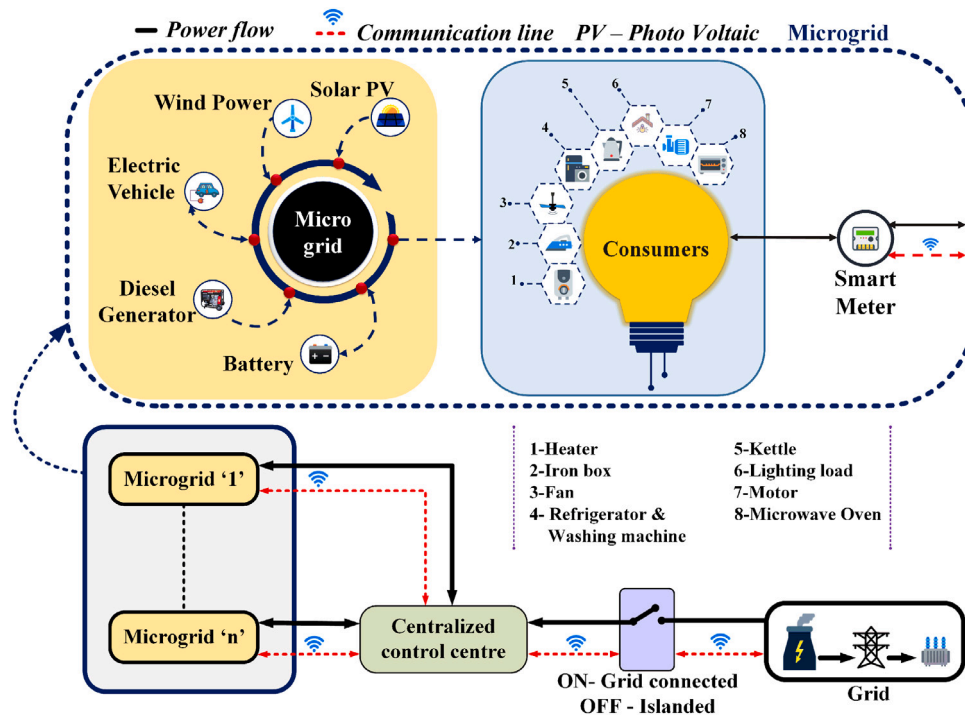 Power flow
Communication line
PV – Photo Voltaic
Microgrid
Solar PV
Wind Power
Electric
Vehicle
Micro
grid
Diesel
Generator
Battery
5
6
7
4
8
3
2
1
Consumers
Smart
Meter
1-Heater
2-Iron box
3-Fan
4- Refrigerator &
Washing machine
5-Kettle
6-Lighting load
7-Motor
8-Microwave Oven
Microgrid ‘1’
Microgrid ‘n’
Centralized
control centre
ON- Grid connected
OFF - Islanded
Grid